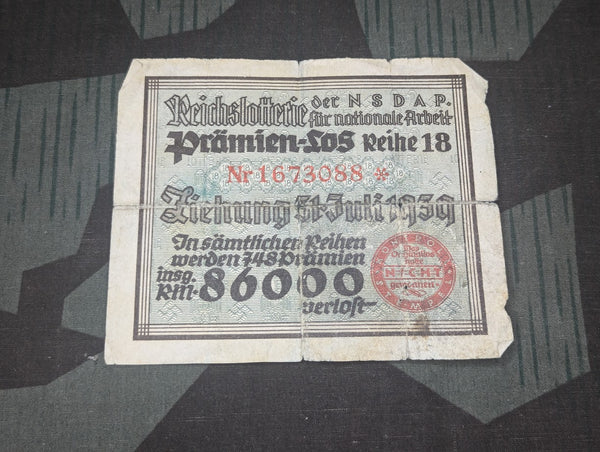 Reichslotterie der NSDAP.
für nationale Arbeit
Prämien-Los Reihe 18
Nr 1673088 *
Ziehung 31. Juli 1939
In sämtlichen Reihen
werden 748 Prämien
insg.
RM. 86000
verlost
NICHT
gezogen